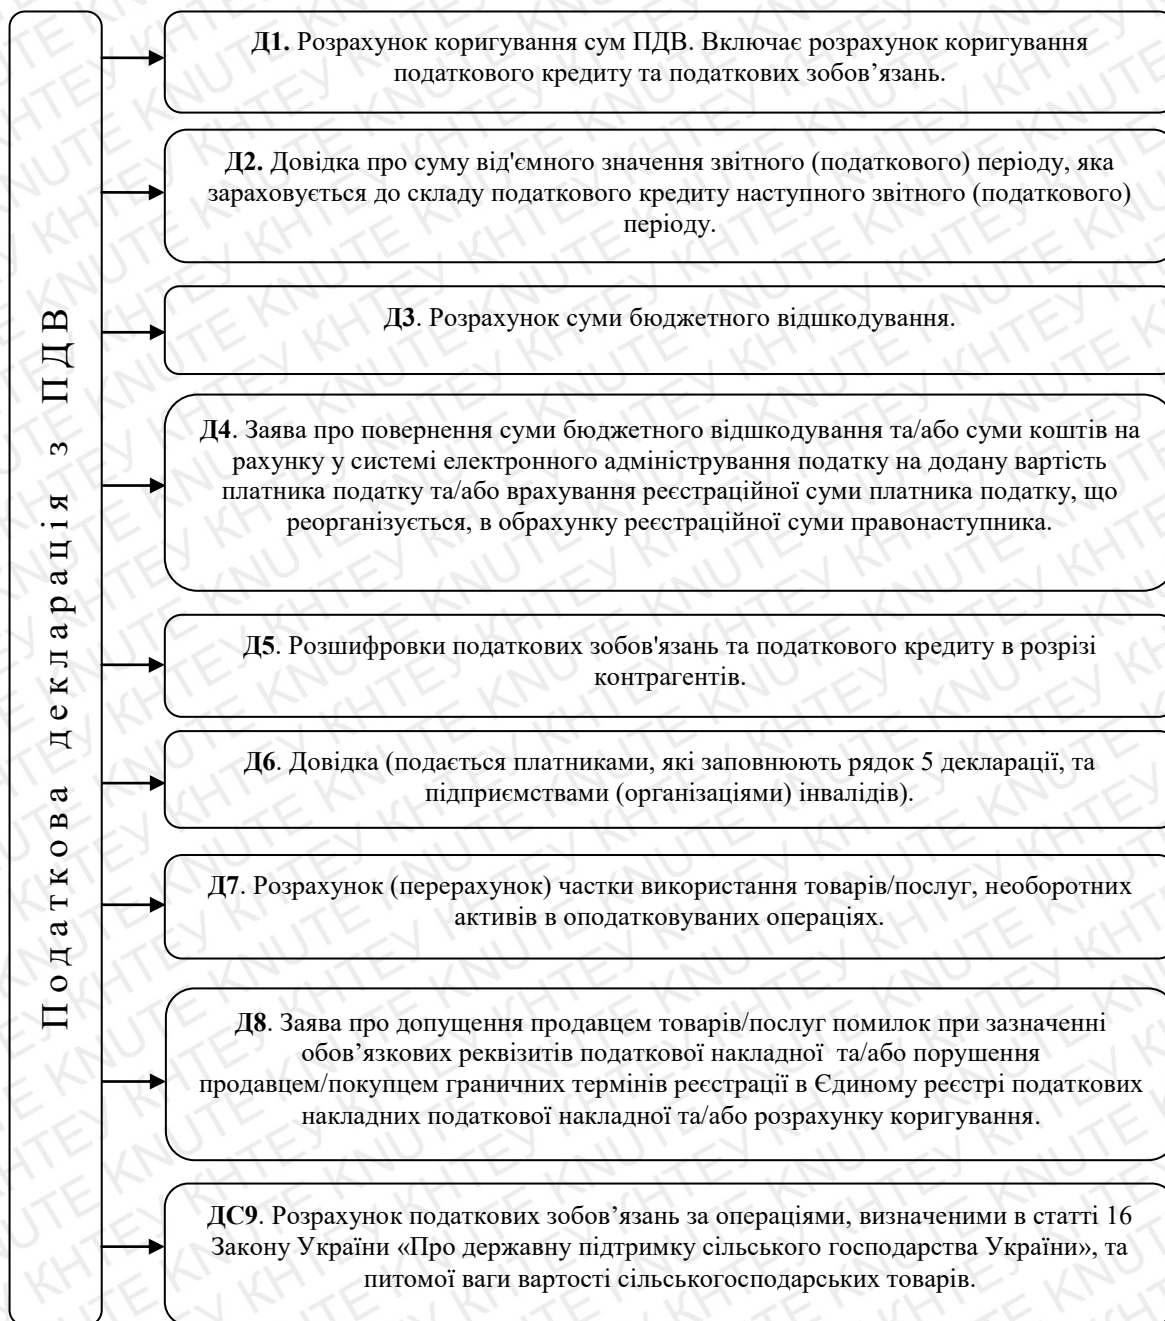 Податкова декларація з ПДВ
Д1. Розрахунок коригування сум ПДВ. Включає розрахунок коригування
податкового кредиту та податкових зобов’язань.
Д2. Довідка про суму від'ємного значення звітного (податкового) періоду, яка
зараховується до складу податкового кредиту наступного звітного (податкового)
періоду.
Д3. Розрахунок суми бюджетного відшкодування.
Д4. Заява про повернення суми бюджетного відшкодування та/або суми коштів на
рахунку у системі електронного адміністрування податку на додану вартість
платника податку та/або врахування реєстраційної суми платника податку, що
реорганізується, в обрахунку реєстраційної суми правонаступника.
Д5. Розшифровки податкових зобов'язань та податкового кредиту в розрізі
контрагентів.
Д6. Довідка (подається платниками, які заповнюють рядок 5 декларації, та
підприємствами (організаціями) інвалідів).
Д7. Розрахунок (перерахунок) частки використання товарів/послуг, необоротних
активів в оподатковуваних операціях.
Д8. Заява про допущення продавцем товарів/послуг помилок при зазначенні
обов’язкових реквізитів податкової накладної та/або порушення
продавцем/покупцем граничних термінів реєстрації в Єдиному реєстрі податкових
накладних податкової накладної та/або розрахунку коригування.
ДС9. Розрахунок податкових зобов’язань за операціями, визначеними в статті 16
Закону України «Про державну підтримку сільського господарства України», та
питомої ваги вартості сільськогосподарських товарів.